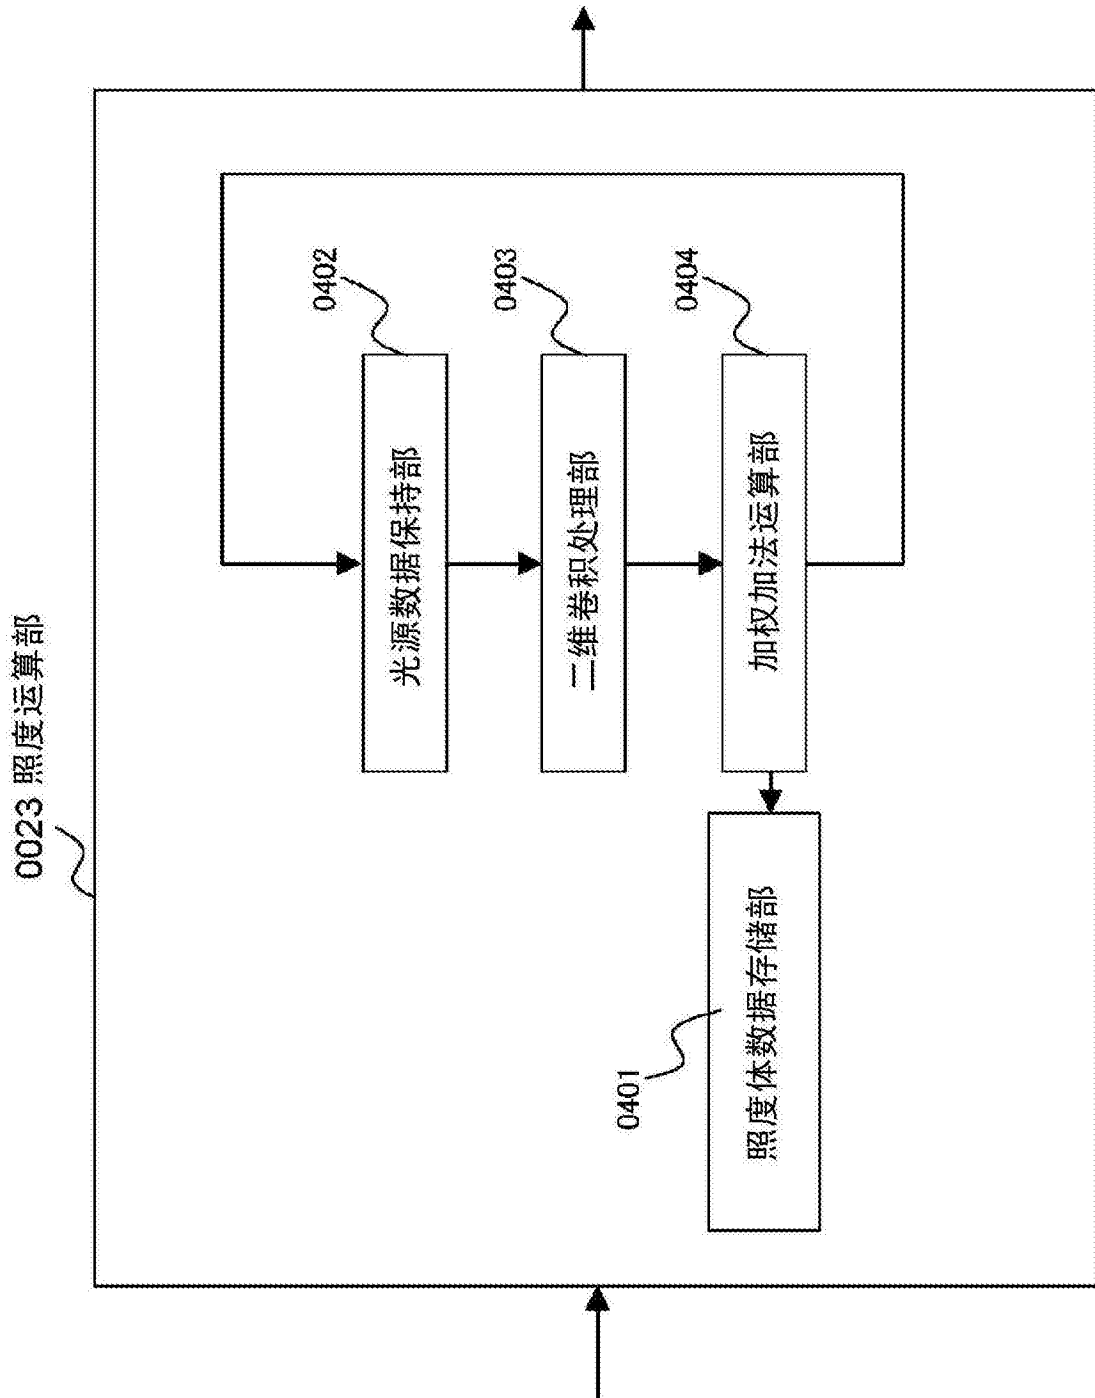 0023 照度运算部
0402
光源数据保持部
0403
二维卷积处理部
0404
加权加法运算部
0401
照度体数据存储部